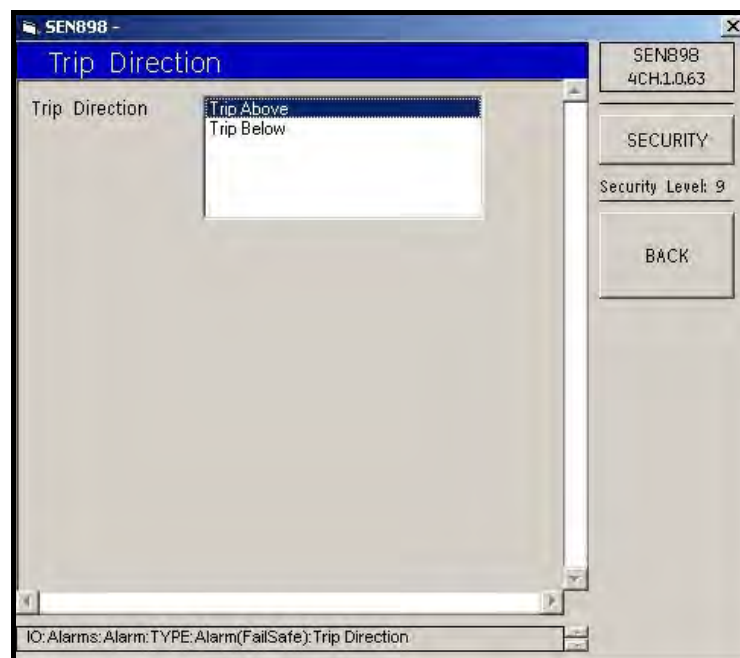 SEN898 -
Trip Direction
SEN898
4CH.1.0.63
Trip Direction
Trip Above
Trip Below
SECURITY
Security Level: 9
BACK
IO:Alarms:Alarm:TYPE:Alarm(FailSafe):Trip Direction